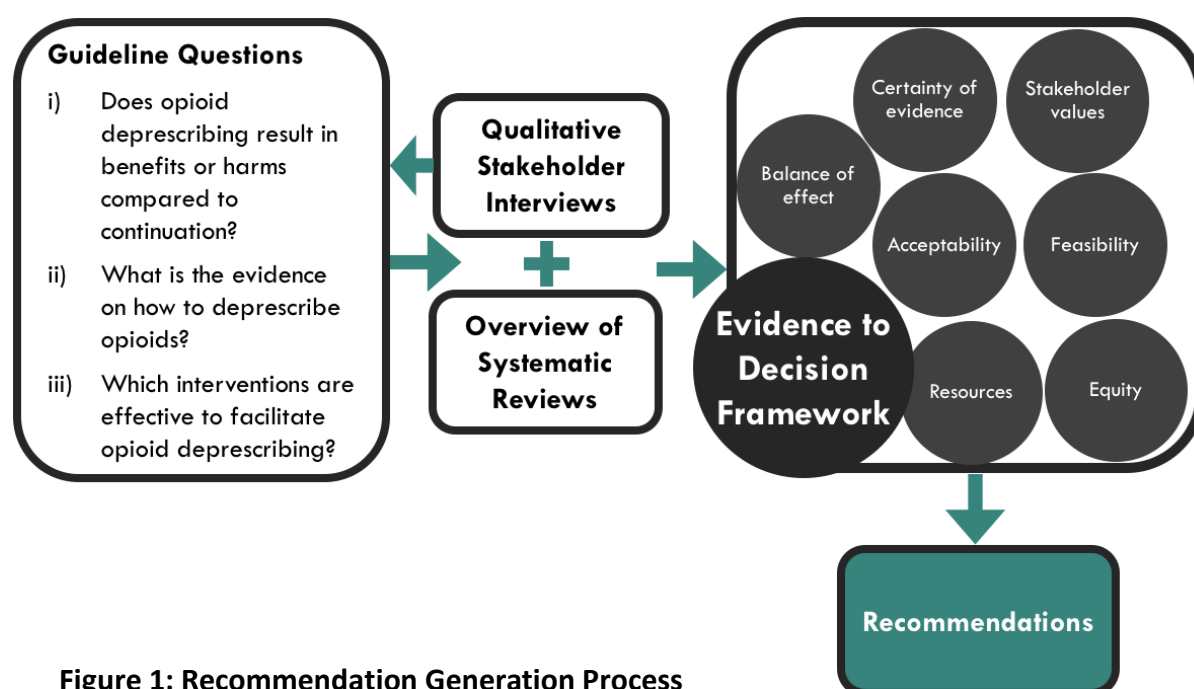 Guideline Questions
i) Does opioid
deprescribing result in
benefits or harms
compared to
continuation?
ii) What is the evidence
on how to deprescribe
opioids?
iii) Which interventions are
effective to facilitate
opioid deprescribing?
Qualitative
Stakeholder
Interviews
Overview of
Systematic
Reviews
Certainty of
evidence
Stakeholder
values
Balance of
effect
Acceptability
Feasibility
Evidence to
Decision
Framework
Resources
Equity
Recommendations
Figure 1: Recommendation Generation Process